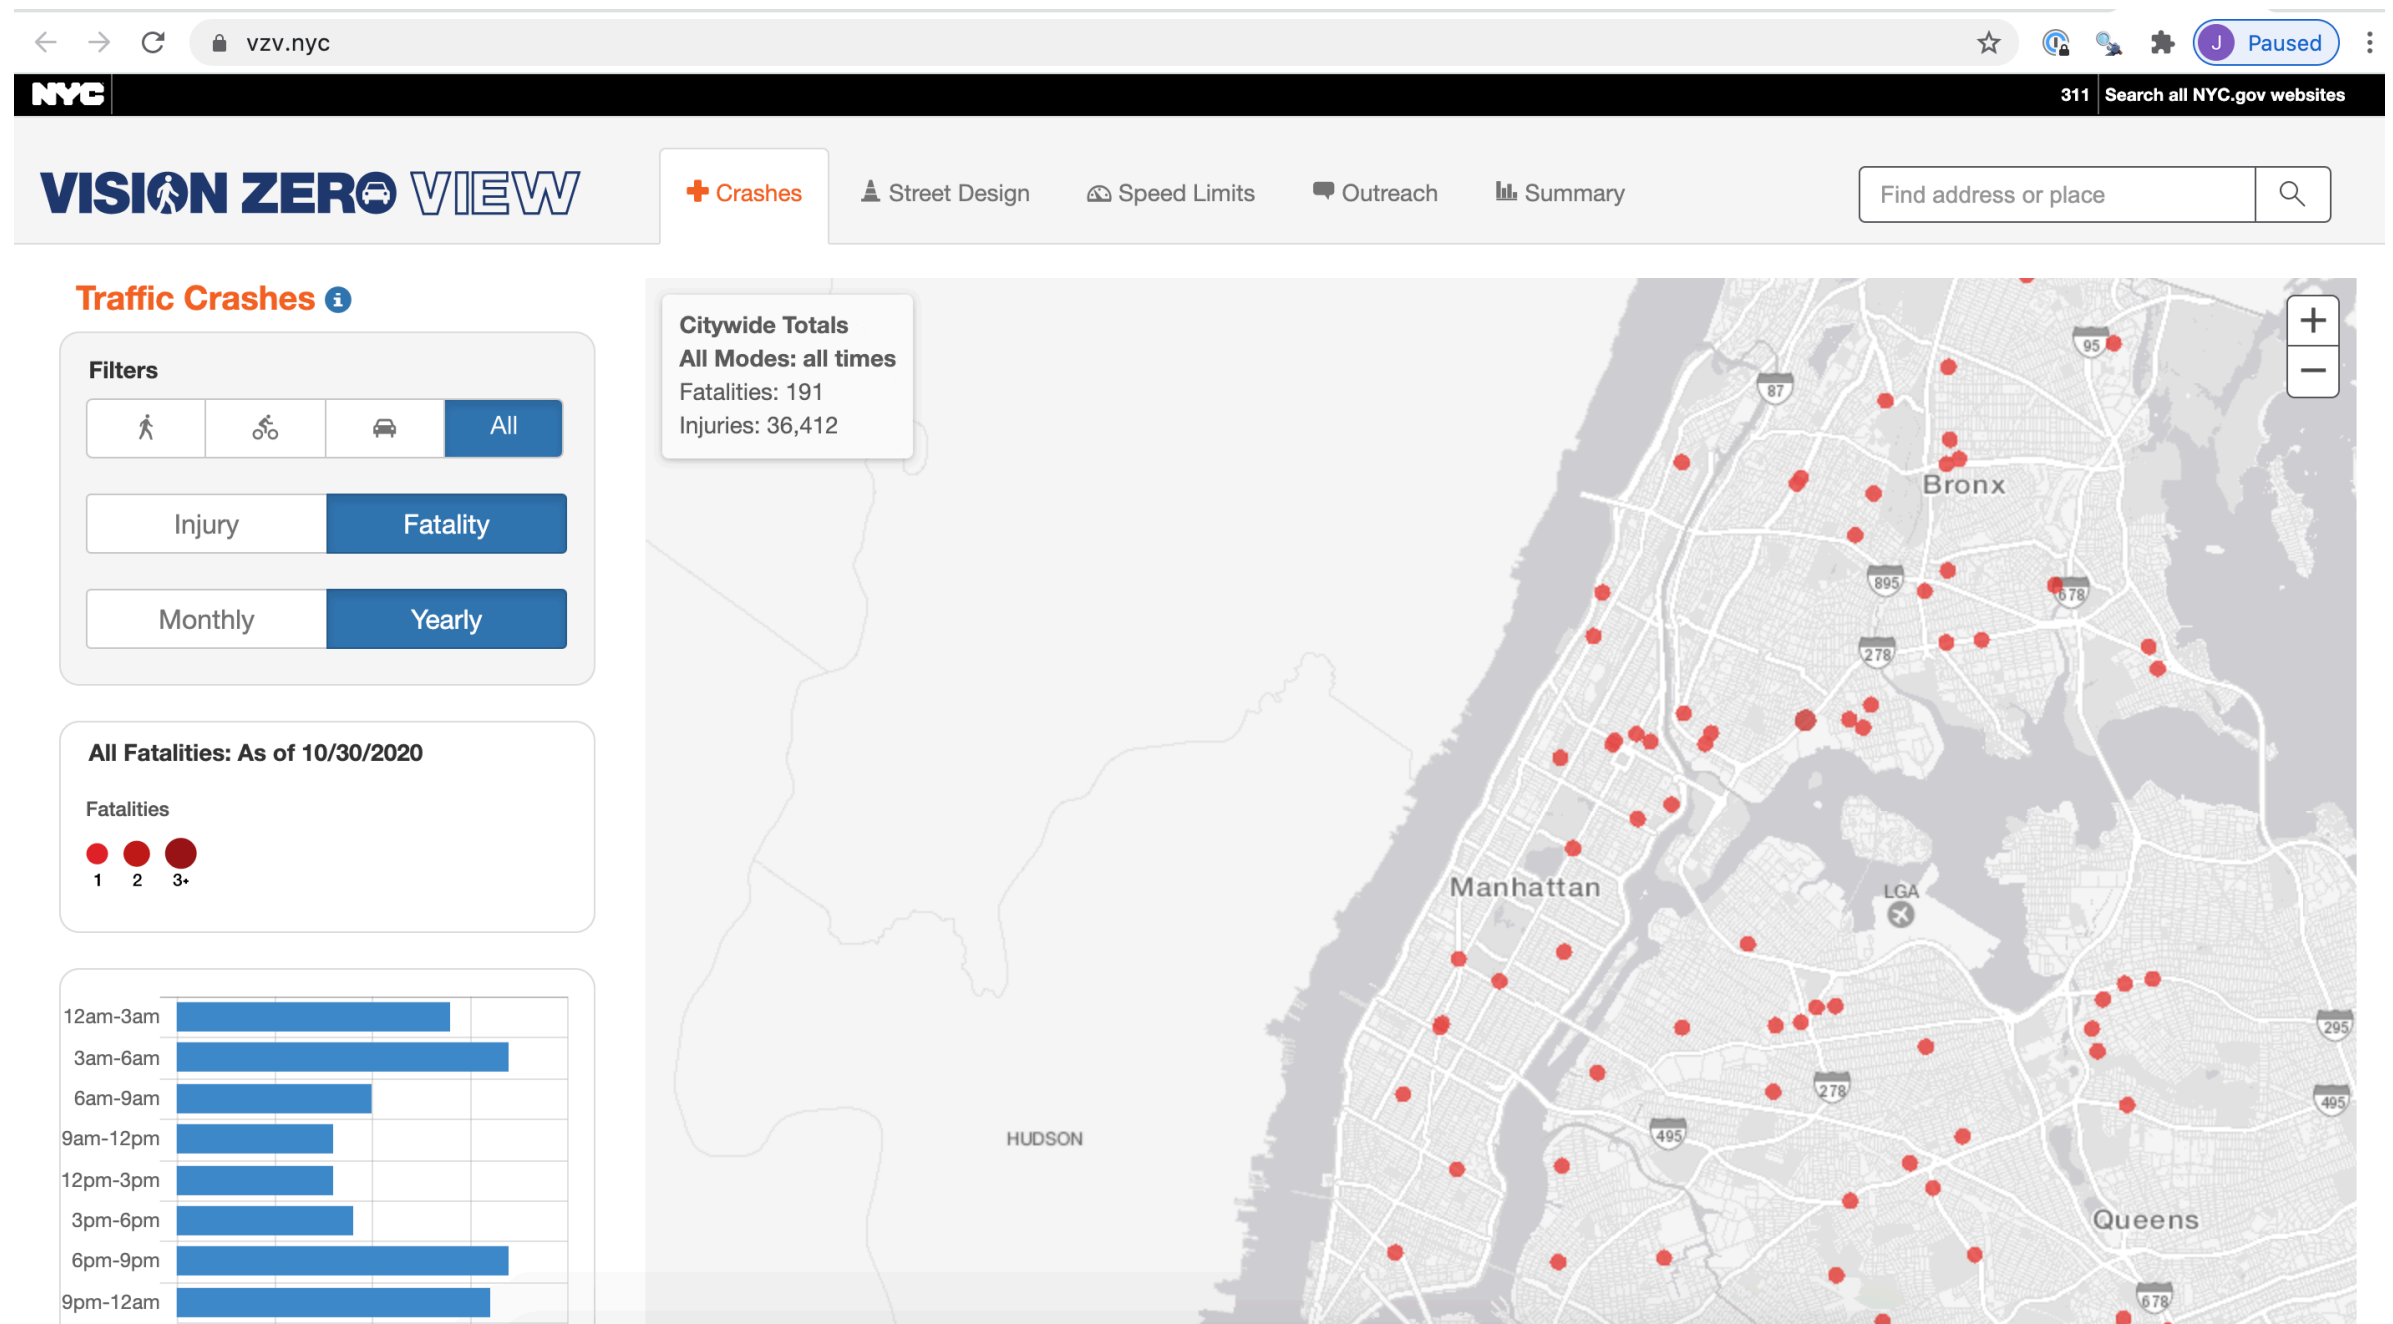 vzv.nyc
J Paused
NYC
311 Search all NYC.gov websites
VISION ZERO VIEW
Crashes
Street Design
Speed Limits
Outreach
Summary
Find address or place
Traffic Crashes i
Filters
All
Injury
Fatality
Monthly
Yearly
All Fatalities: As of 10/30/2020
Fatalities
1 2 3+
12am-3am
3am-6am
6am-9am
9am-12pm
12pm-3pm
3pm-6pm
6pm-9pm
9pm-12am
Citywide Totals
All Modes: all times
Fatalities: 191
Injuries: 36,412
+
−
95
87
Bronx
895
678
278
Manhattan
LGA
295
278
495
495
HUDSON
Queens
678